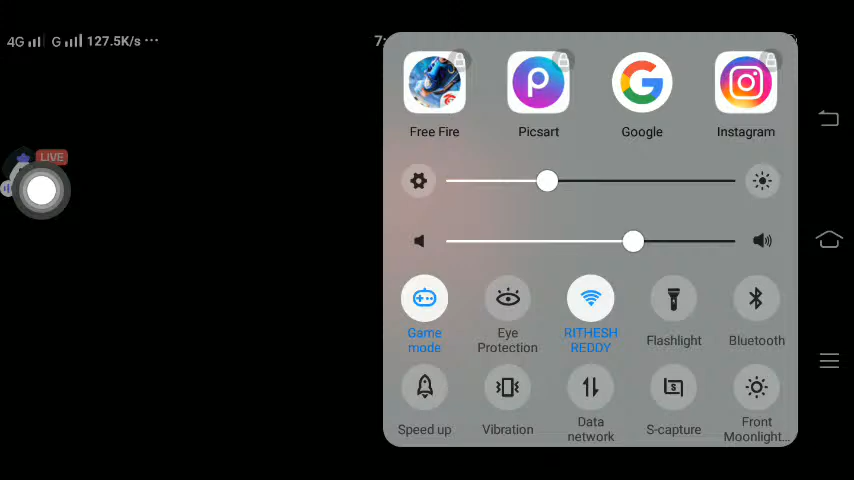 4G G 127.5K/s ···
7:
LIVE
Free Fire
Picsart
Google
Instagram
Game mode
Eye Protection
RITHESH REDDY
Flashlight
Bluetooth
Speed up
Vibration
Data network
S-capture
Front Moonlight...